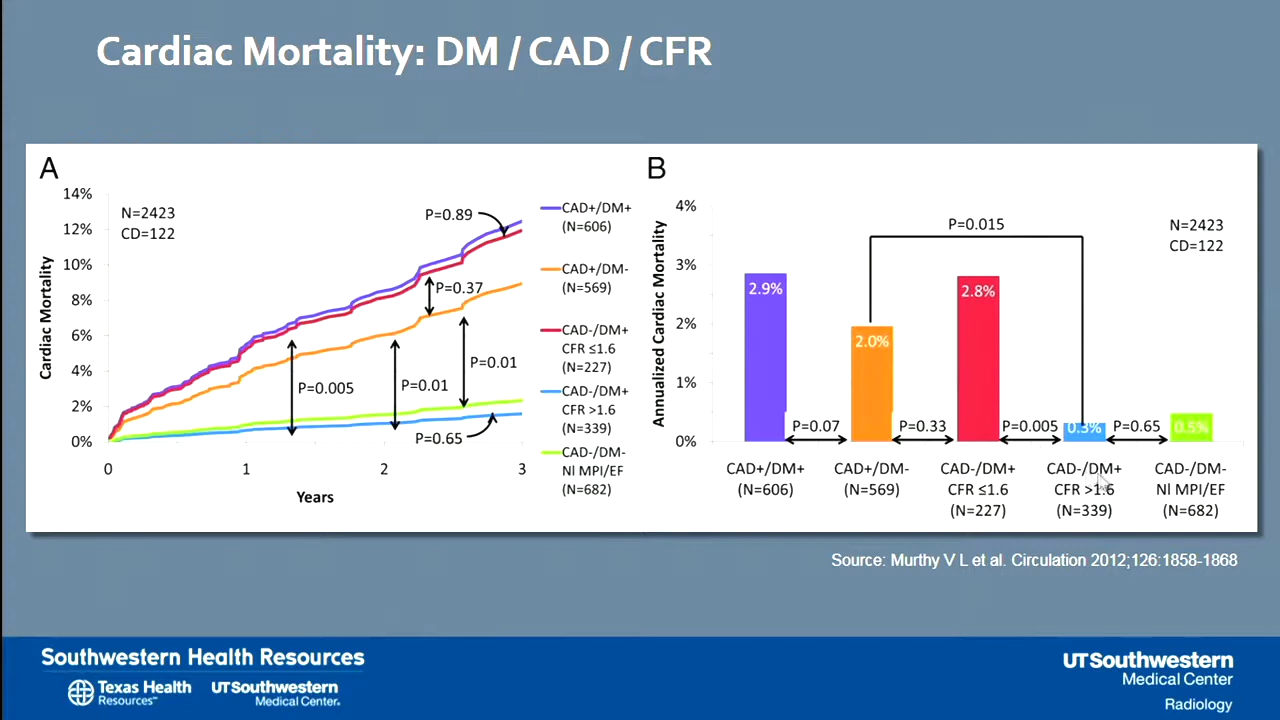 Cardiac Mortality: DM / CAD / CFR
A
Cardiac Mortality
14%
12%
10%
8%
6%
4%
2%
0%
N=2423
CD=122
P=0.89
P=0.37
P=0.005
P=0.01
P=0.01
P=0.65
0 1 2 3
Years
CAD+/DM+
(N=606)
CAD+/DM-
(N=569)
CAD-/DM+
CFR ≤1.6
(N=227)
CAD-/DM+
CFR >1.6
(N=339)
CAD-/DM-
Nl MPI/EF
(N=682)
B
Annualized Cardiac Mortality
4%
3%
2%
1%
0%
P=0.015
N=2423
CD=122
2.9%
2.0%
2.8%
0.3%
0.5%
P=0.07
P=0.33
P=0.005
P=0.65
CAD+/DM+
(N=606)
CAD+/DM-
(N=569)
CAD-/DM+
CFR ≤1.6
(N=227)
CAD-/DM+
CFR >1.6
(N=339)
CAD-/DM-
Nl MPI/EF
(N=682)
Source: Murthy V L et al. Circulation 2012;126:1858-1868
Southwestern Health Resources
Texas Health
Resources℠
UTSouthwestern
Medical Center.
UTSouthwestern
Medical Center
Radiology